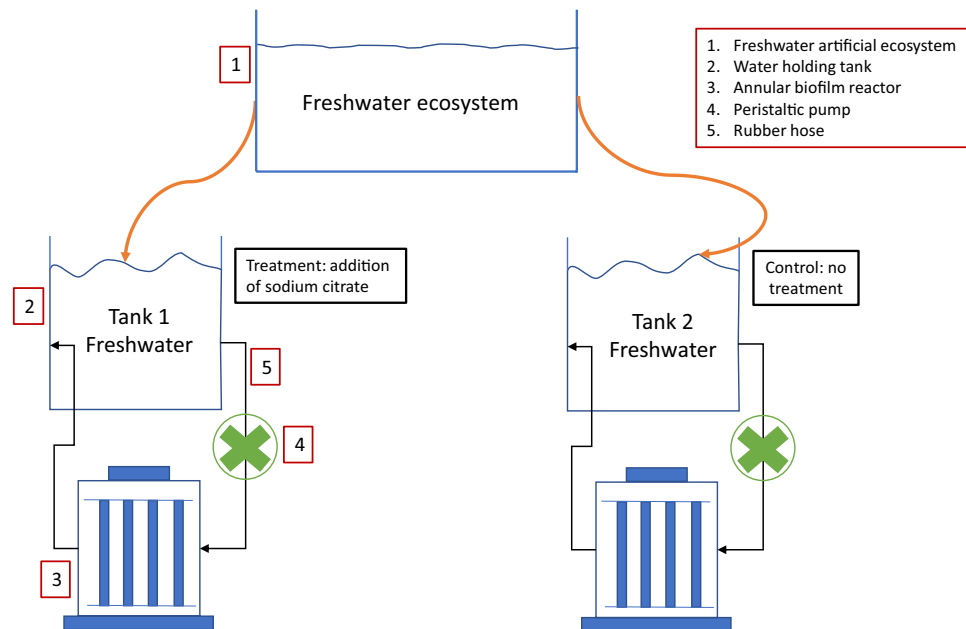 1
Freshwater ecosystem
1. Freshwater artificial ecosystem
2. Water holding tank
3. Annular biofilm reactor
4. Peristaltic pump
5. Rubber hose
Treatment: addition
of sodium citrate
Control: no
treatment
2
Tank 1
Freshwater
5
Tank 2
Freshwater
4
3